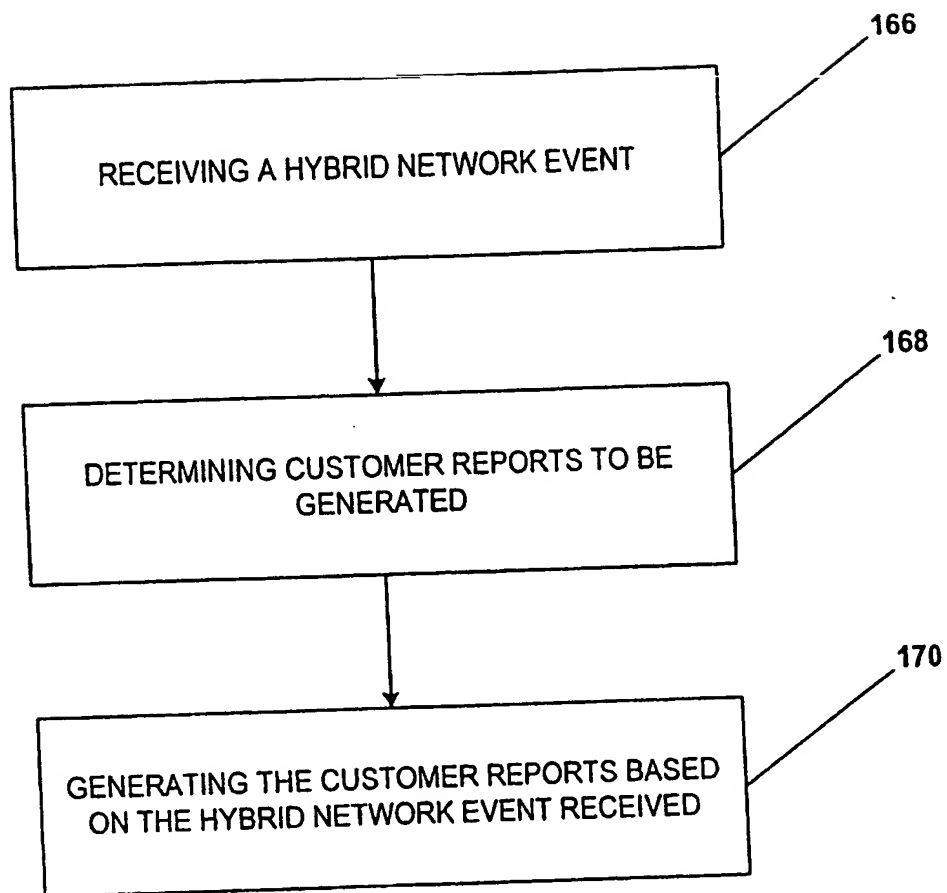 166
RECEIVING A HYBRID NETWORK EVENT
168
DETERMINING CUSTOMER REPORTS TO BE
GENERATED
170
GENERATING THE CUSTOMER REPORTS BASED
ON THE HYBRID NETWORK EVENT RECEIVED